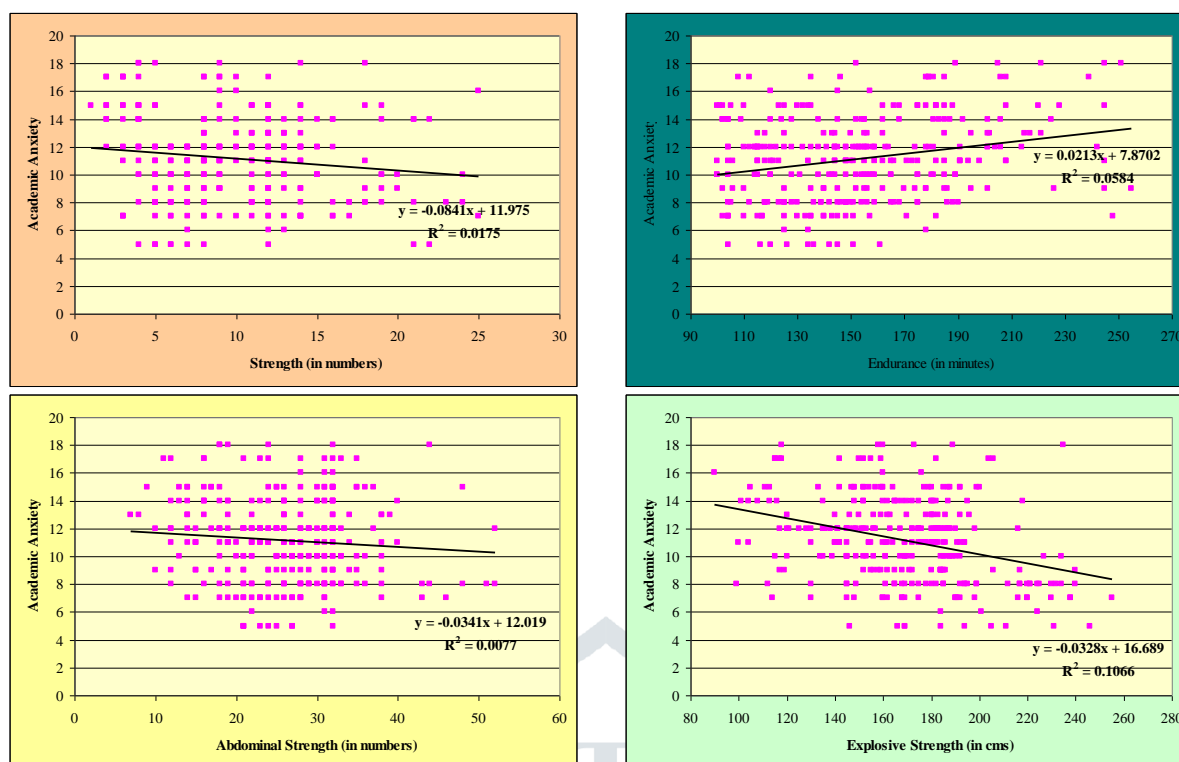 20
18
16
14
12
10
8
6
4
2
0
Academic Anxiety
y = -0.0841x + 11.975
R² = 0.0175
0 5 10 15 20 25 30
Strength (in numbers)
20
18
16
14
12
10
8
6
4
2
0
Academic Anxiety
y = 0.0213x + 7.8702
R² = 0.0584
90 110 130 150 170 190 210 230 250 270
Endurance (in minutes)
20
18
16
14
12
10
8
6
4
2
0
Academic Anxiety
y = -0.0341x + 12.019
R² = 0.0077
0 10 20 30 40 50 60
Abdominal Strength (in numbers)
20
18
16
14
12
10
8
6
4
2
0
Academic Anxiety
y = -0.0328x + 16.689
R² = 0.1066
80 100 120 140 160 180 200 220 240 260 280
Explosive Strength (in cms)